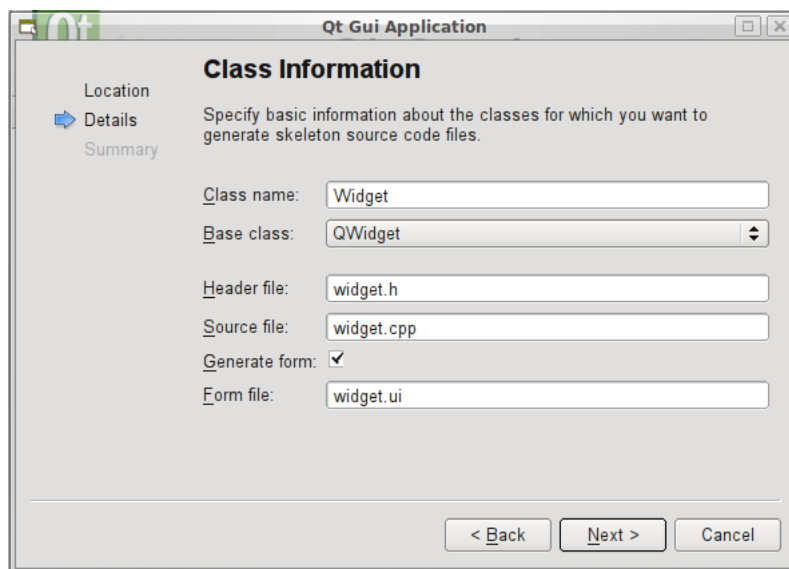 Qt Gui Application
Qt
Class Information
Location
Details
Summary
Specify basic information about the classes for which you want to
generate skeleton source code files.
Class name: Widget
Base class: QWidget
Header file: widget.h
Source file: widget.cpp
Generate form:
Form file: widget.ui
< Back Next > Cancel